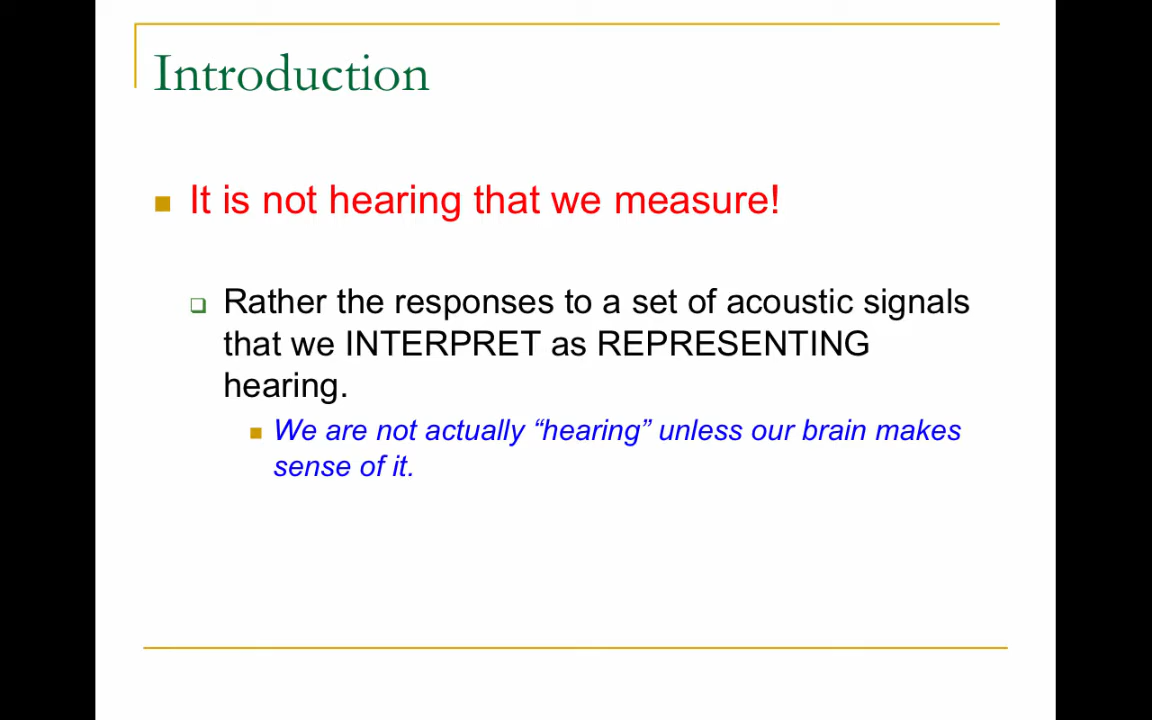 Introduction
It is not hearing that we measure!
Rather the responses to a set of acoustic signals
that we INTERPRET as REPRESENTING
hearing.
We are not actually “hearing” unless our brain makes
sense of it.